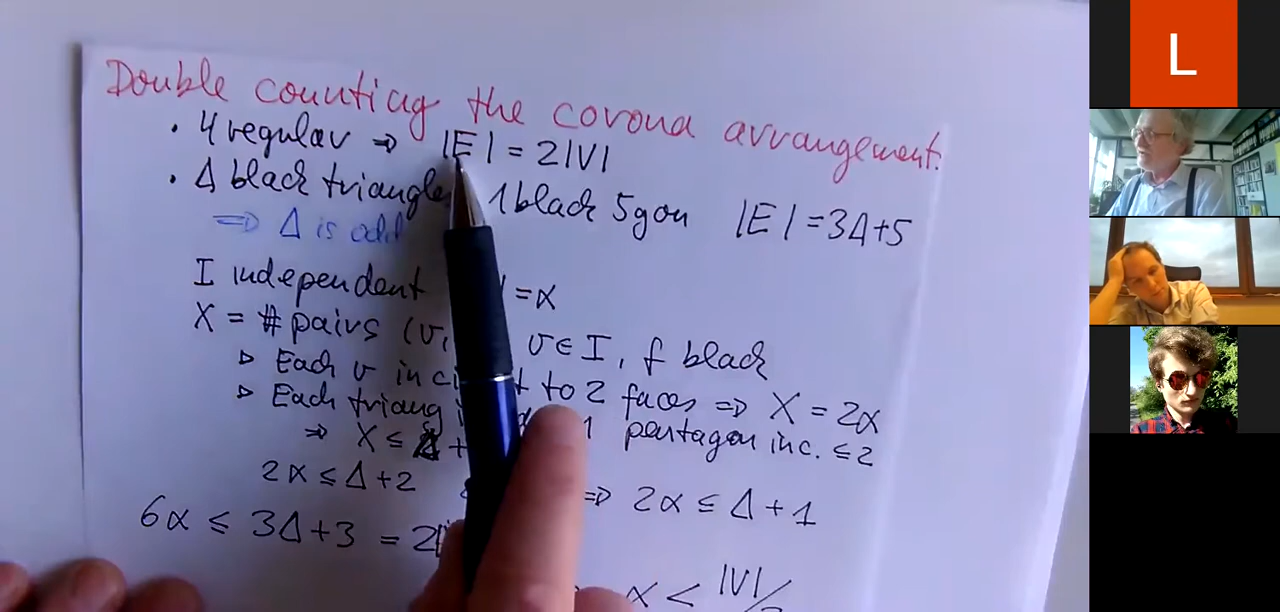 Double counting the corona arrangement:
• 4 regular ⇒ |E| = 2|V|
• Δ black triangle 1 black 5gon |E| = 3Δ+5
⇒ Δ is odd
I independent = α
X = # pairs (v, v ∈ I, f black
▷ Each v inci to 2 faces ⇒ X = 2α
▷ Each triang 1 pentagon inc. ≤ 2
⇒ X ≤ Δ +
2α ≤ Δ+2 ⇒ 2α ≤ Δ+1
6α ≤ 3Δ+3 = 2|
α < |V|/
L